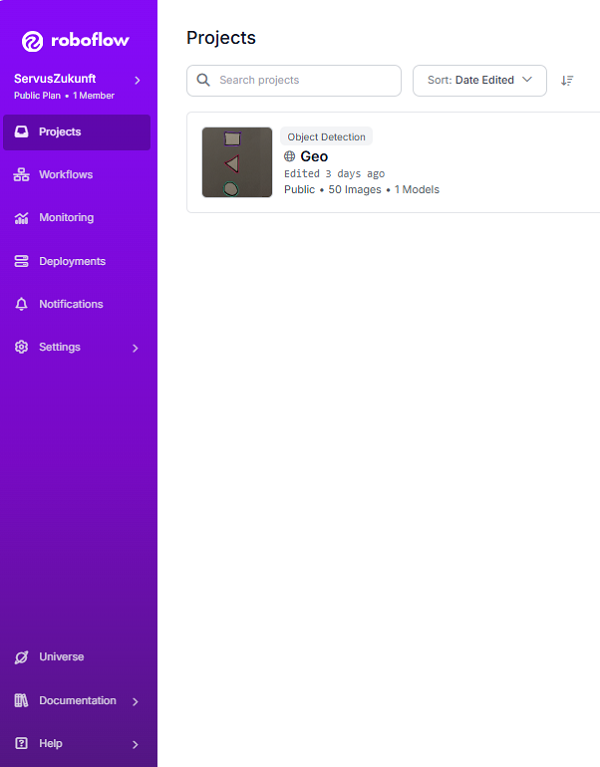 roboflow
ServusZukunft
Public Plan • 1 Member
Projects
Workflows
Monitoring
Deployments
Notifications
Settings
Universe
Documentation
Help
Projects
Search projects
Sort: Date Edited
Object Detection
Geo
Edited 3 days ago
Public • 50 Images • 1 Models